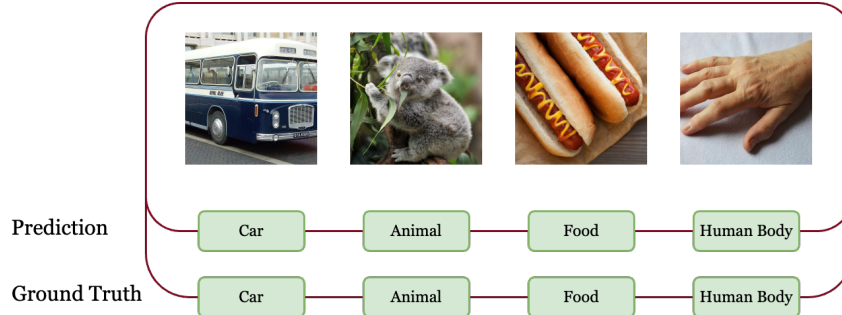 Prediction
Car
Animal
Food
Human Body
Ground Truth
Car
Animal
Food
Human Body